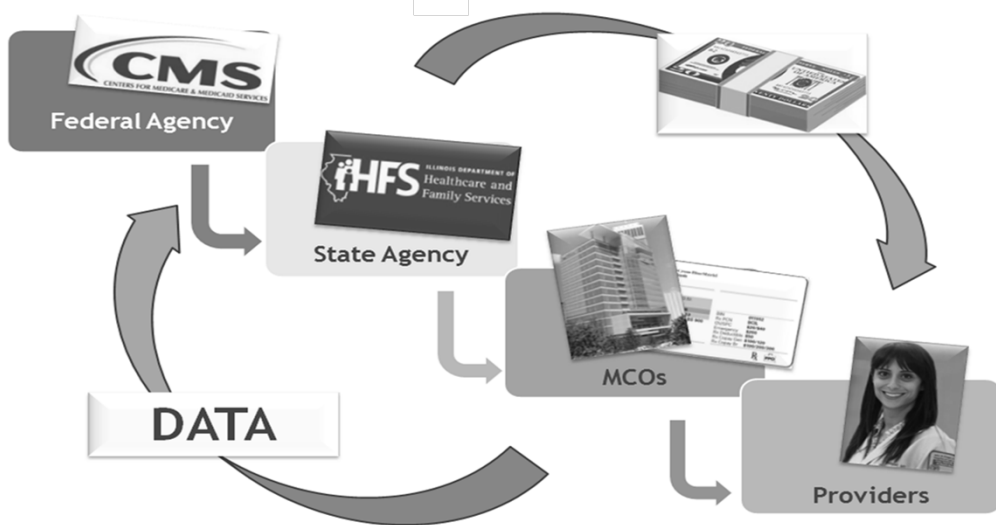 CMS
CENTERS FOR MEDICARE & MEDICAID SERVICES
Federal Agency
HFS
ILLINOIS DEPARTMENT OF
Healthcare and
Family Services
State Agency
MCOs
DATA
Providers